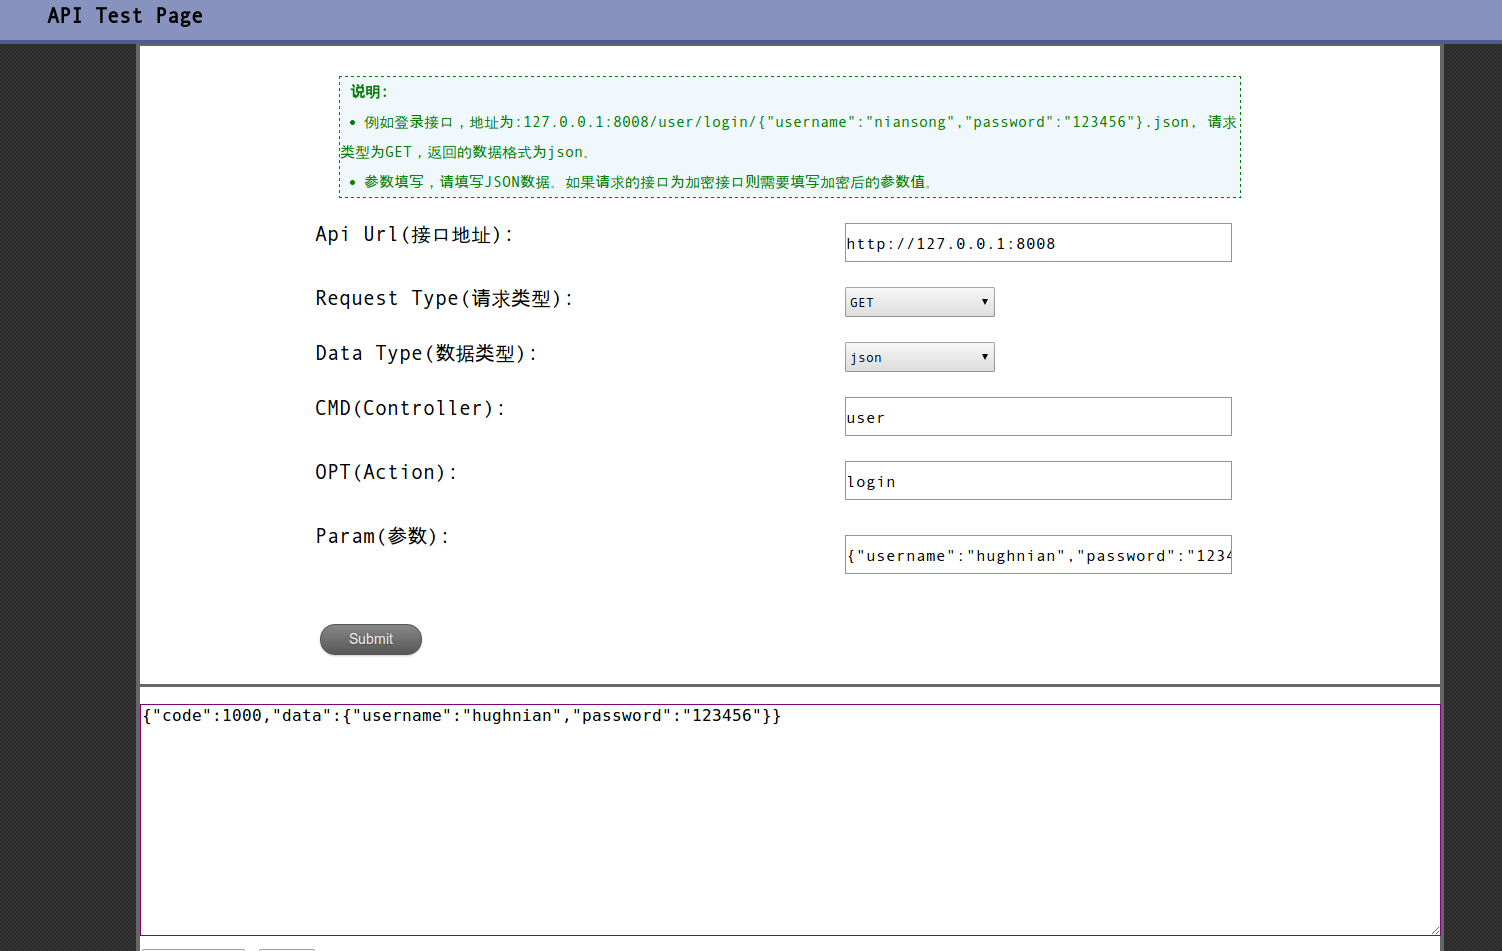 API Test Page
说明:
• 例如登录接口，地址为:127.0.0.1:8008/user/login/{"username":"niansong","password":"123456"}.json, 请求
类型为GET，返回的数据格式为json。
• 参数填写，请填写JSON数据。如果请求的接口为加密接口则需要填写加密后的参数值。
Api Url(接口地址):
http://127.0.0.1:8008
Request Type(请求类型):
GET
Data Type(数据类型):
json
CMD(Controller):
user
OPT(Action):
login
Param(参数):
{"username":"hughnian","password":"1234
Submit
{"code":1000,"data":{"username":"hughnian","password":"123456"}}